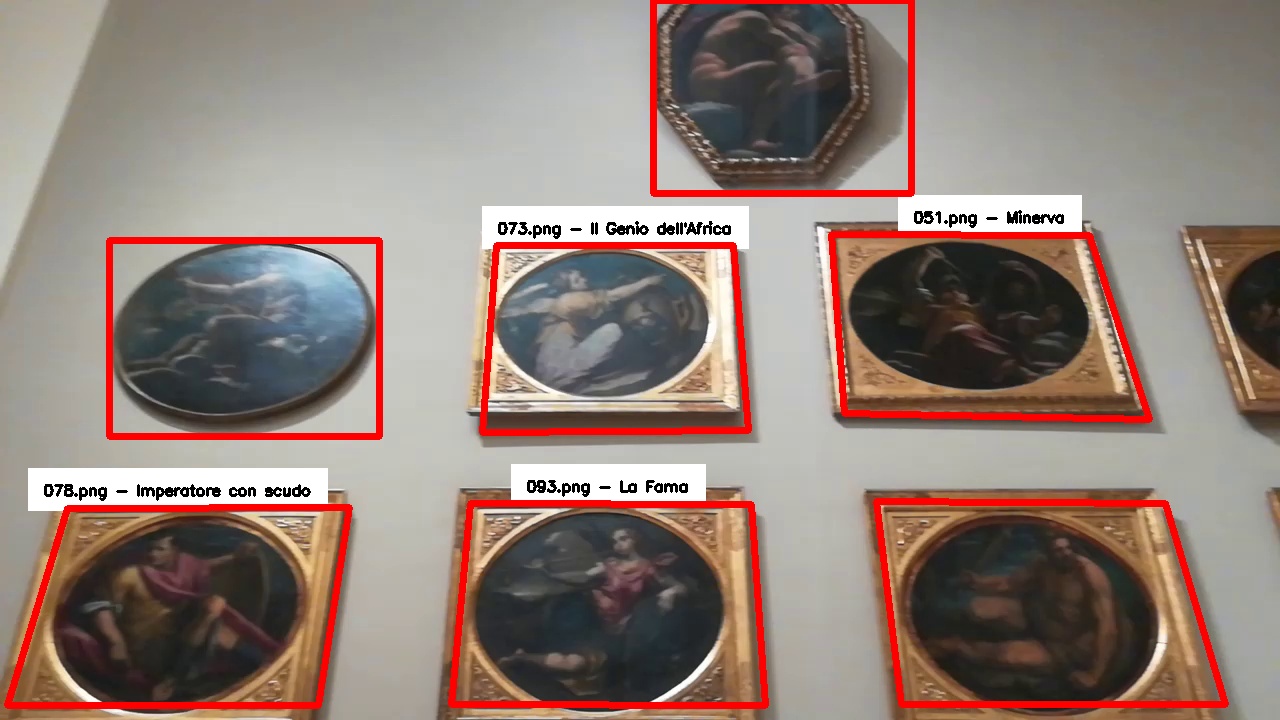 051.png - Minerva
073.png - Il Genio dell'Africa
093.png - La Fama
078.png - Imperatore con scudo